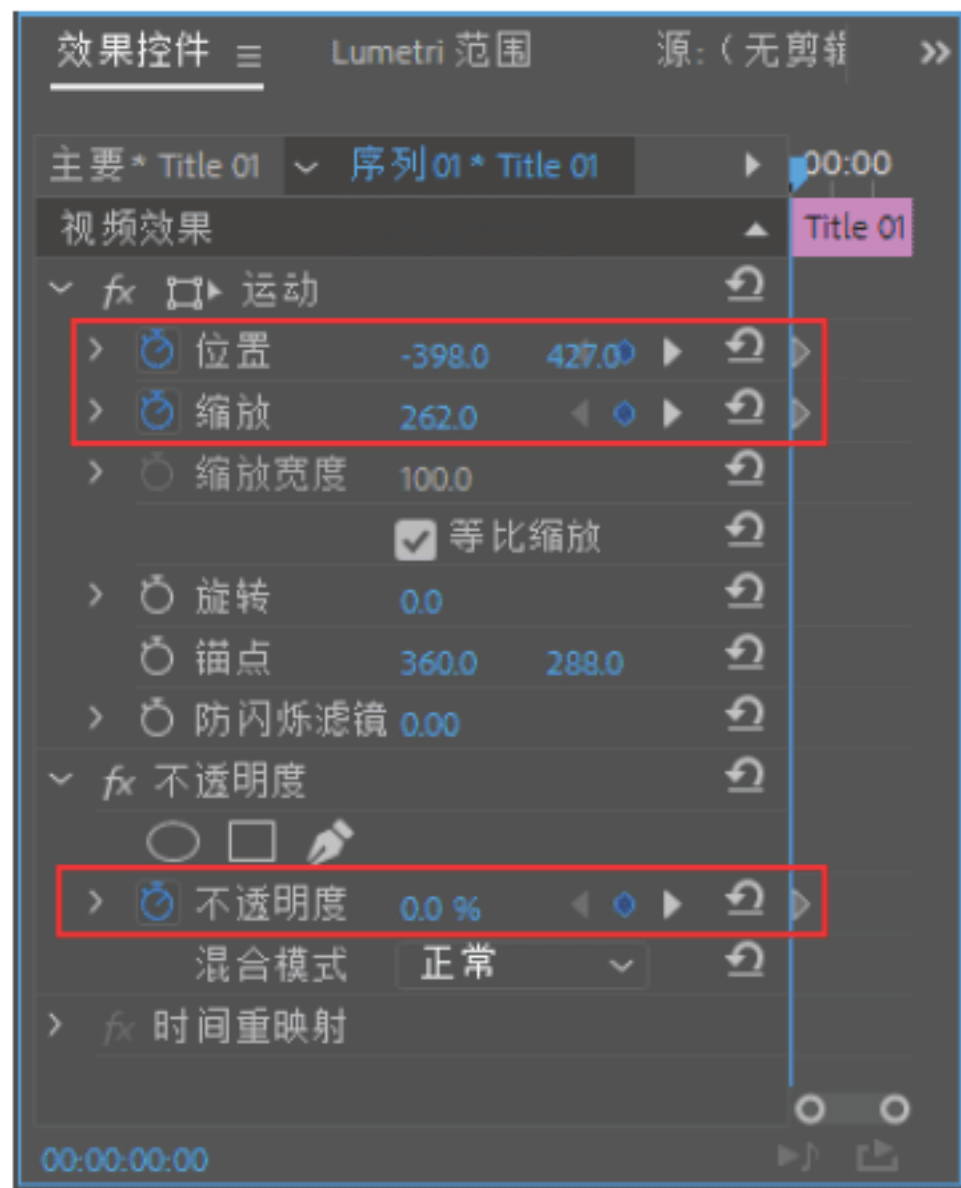 效果控件 Lumetri 范围 源:（无剪辑
主要* Title 01 序列 01 * Title 01 00:00
视频效果 Title 01
fx 运动
位置 -398.0 427.0
缩放 262.0
缩放宽度 100.0
等比缩放
旋转 0.0
锚点 360.0 288.0
防闪烁滤镜 0.00
fx 不透明度
不透明度 0.0 %
混合模式 正常
fx 时间重映射
00:00:00:00